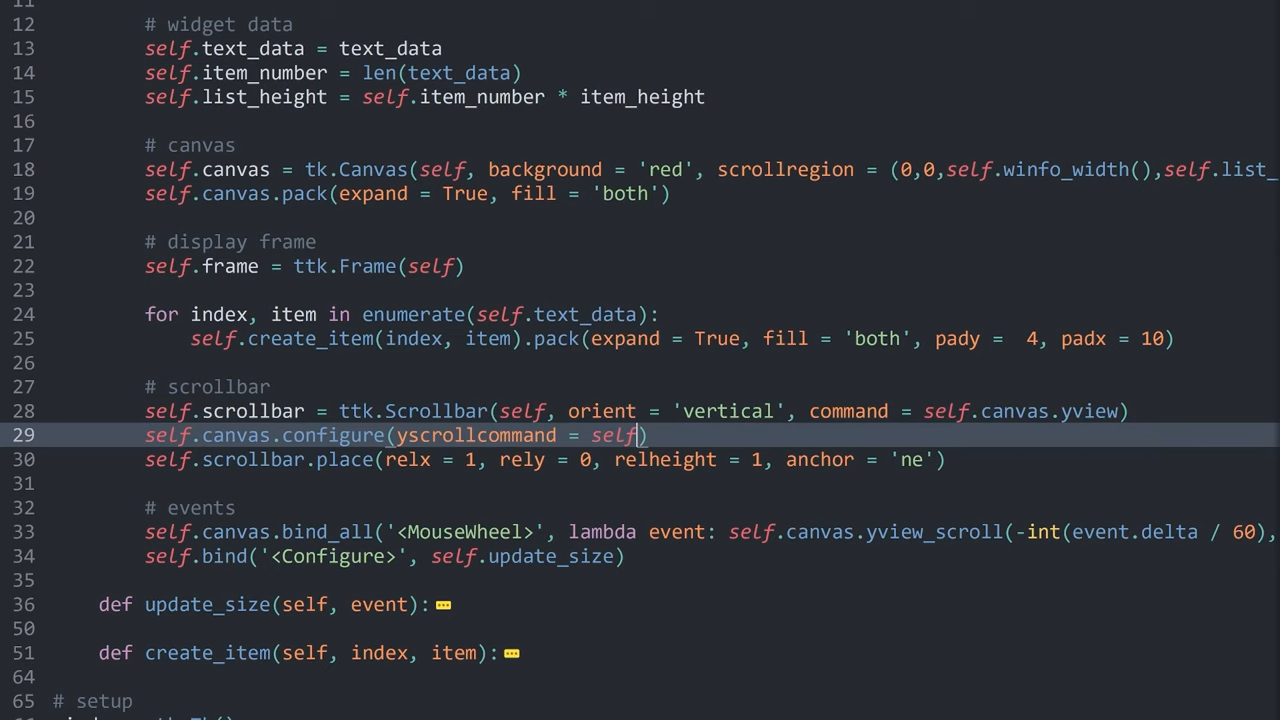 11
12 # widget data
13 self.text_data = text_data
14 self.item_number = len(text_data)
15 self.list_height = self.item_number * item_height
16
17 # canvas
18 self.canvas = tk.Canvas(self, background = 'red', scrollregion = (0,0,self.winfo_width(),self.list_
19 self.canvas.pack(expand = True, fill = 'both')
20
21 # display frame
22 self.frame = ttk.Frame(self)
23
24 for index, item in enumerate(self.text_data):
25 self.create_item(index, item).pack(expand = True, fill = 'both', pady =  4, padx = 10)
26
27 # scrollbar
28 self.scrollbar = ttk.Scrollbar(self, orient = 'vertical', command = self.canvas.yview)
29 self.canvas.configure(yscrollcommand = self)
30 self.scrollbar.place(relx = 1, rely = 0, relheight = 1, anchor = 'ne')
31
32 # events
33 self.canvas.bind_all('<MouseWheel>', lambda event: self.canvas.yview_scroll(-int(event.delta / 60),
34 self.bind('<Configure>', self.update_size)
35
36 def update_size(self, event):
50
51 def create_item(self, index, item):
64
65 # setup